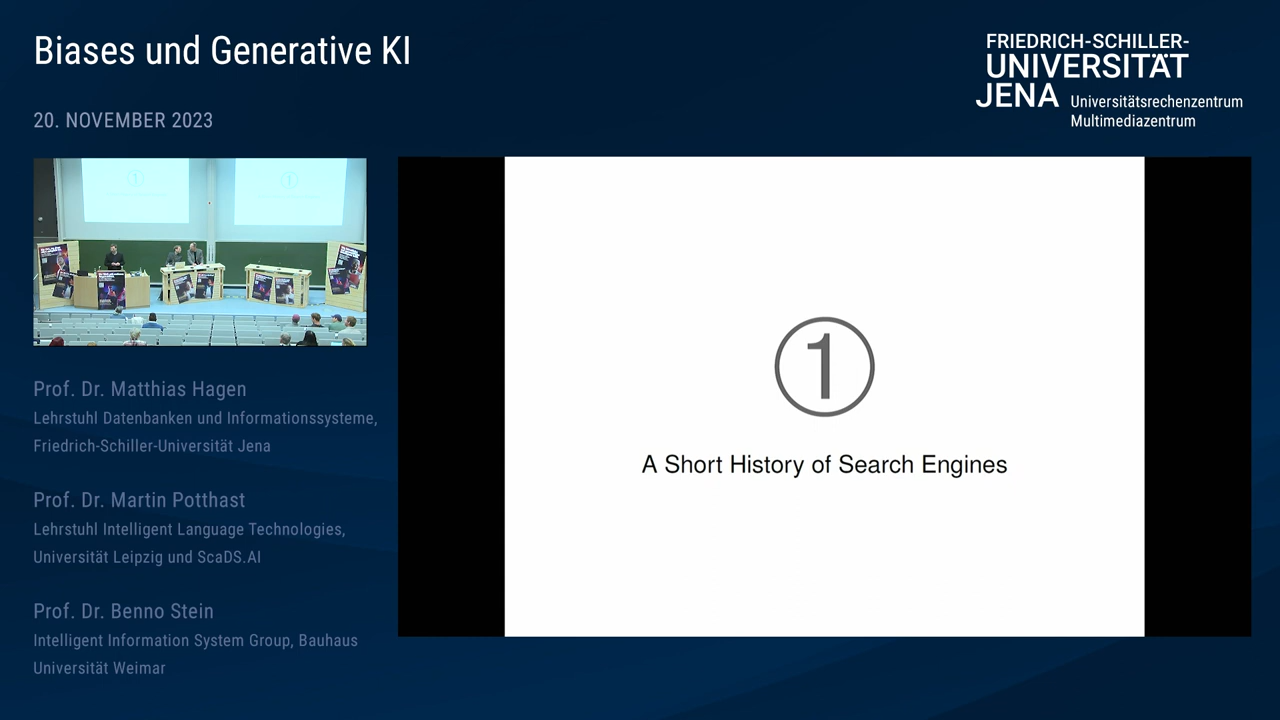 Biases und Generative KI
20. NOVEMBER 2023
FRIEDRICH-SCHILLER-
UNIVERSITÄT
JENA Universitätsrechenzentrum
Multimediazentrum
Prof. Dr. Matthias Hagen
Lehrstuhl Datenbanken und Informationssysteme,
Friedrich-Schiller-Universität Jena
Prof. Dr. Martin Potthast
Lehrstuhl Intelligent Language Technologies,
Universität Leipzig und ScaDS.AI
Prof. Dr. Benno Stein
Intelligent Information System Group, Bauhaus
Universität Weimar
1
A Short History of Search Engines